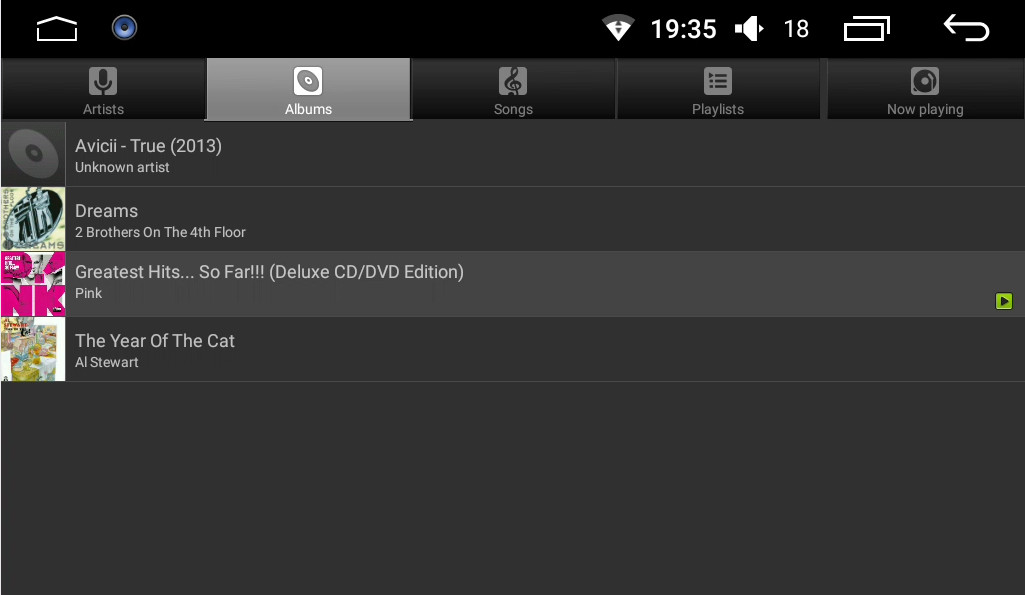 19:35 18
Artists Albums Songs Playlists Now playing
Avicii - True (2013)
Unknown artist
Dreams
2 Brothers On The 4th Floor
Greatest Hits... So Far!!! (Deluxe CD/DVD Edition)
Pink
The Year Of The Cat
Al Stewart